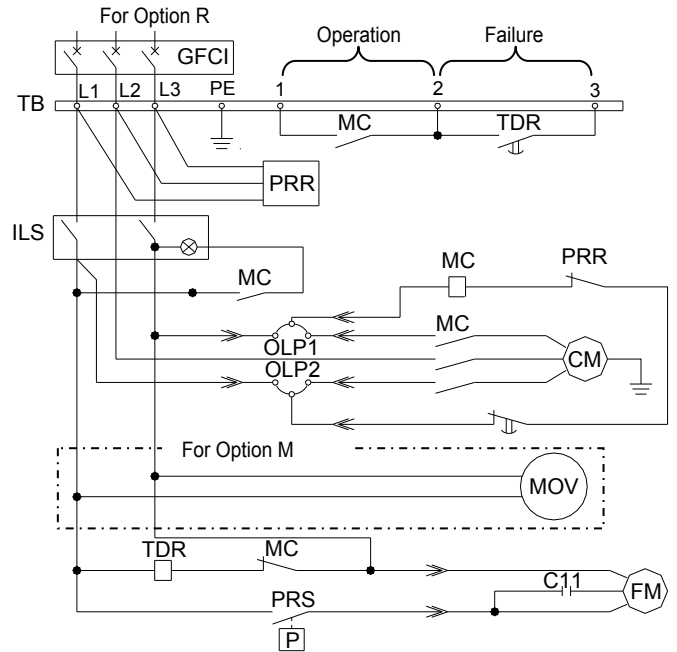 For Option R
Operation Failure
GFCI
L1 L2 L3 PE 1 2 3
TB
MC TDR
PRR
ILS
MC PRR
MC
MC
OLP1
CM
OLP2
For Option M
MOV
TDR MC
C11
FM
PRS
P